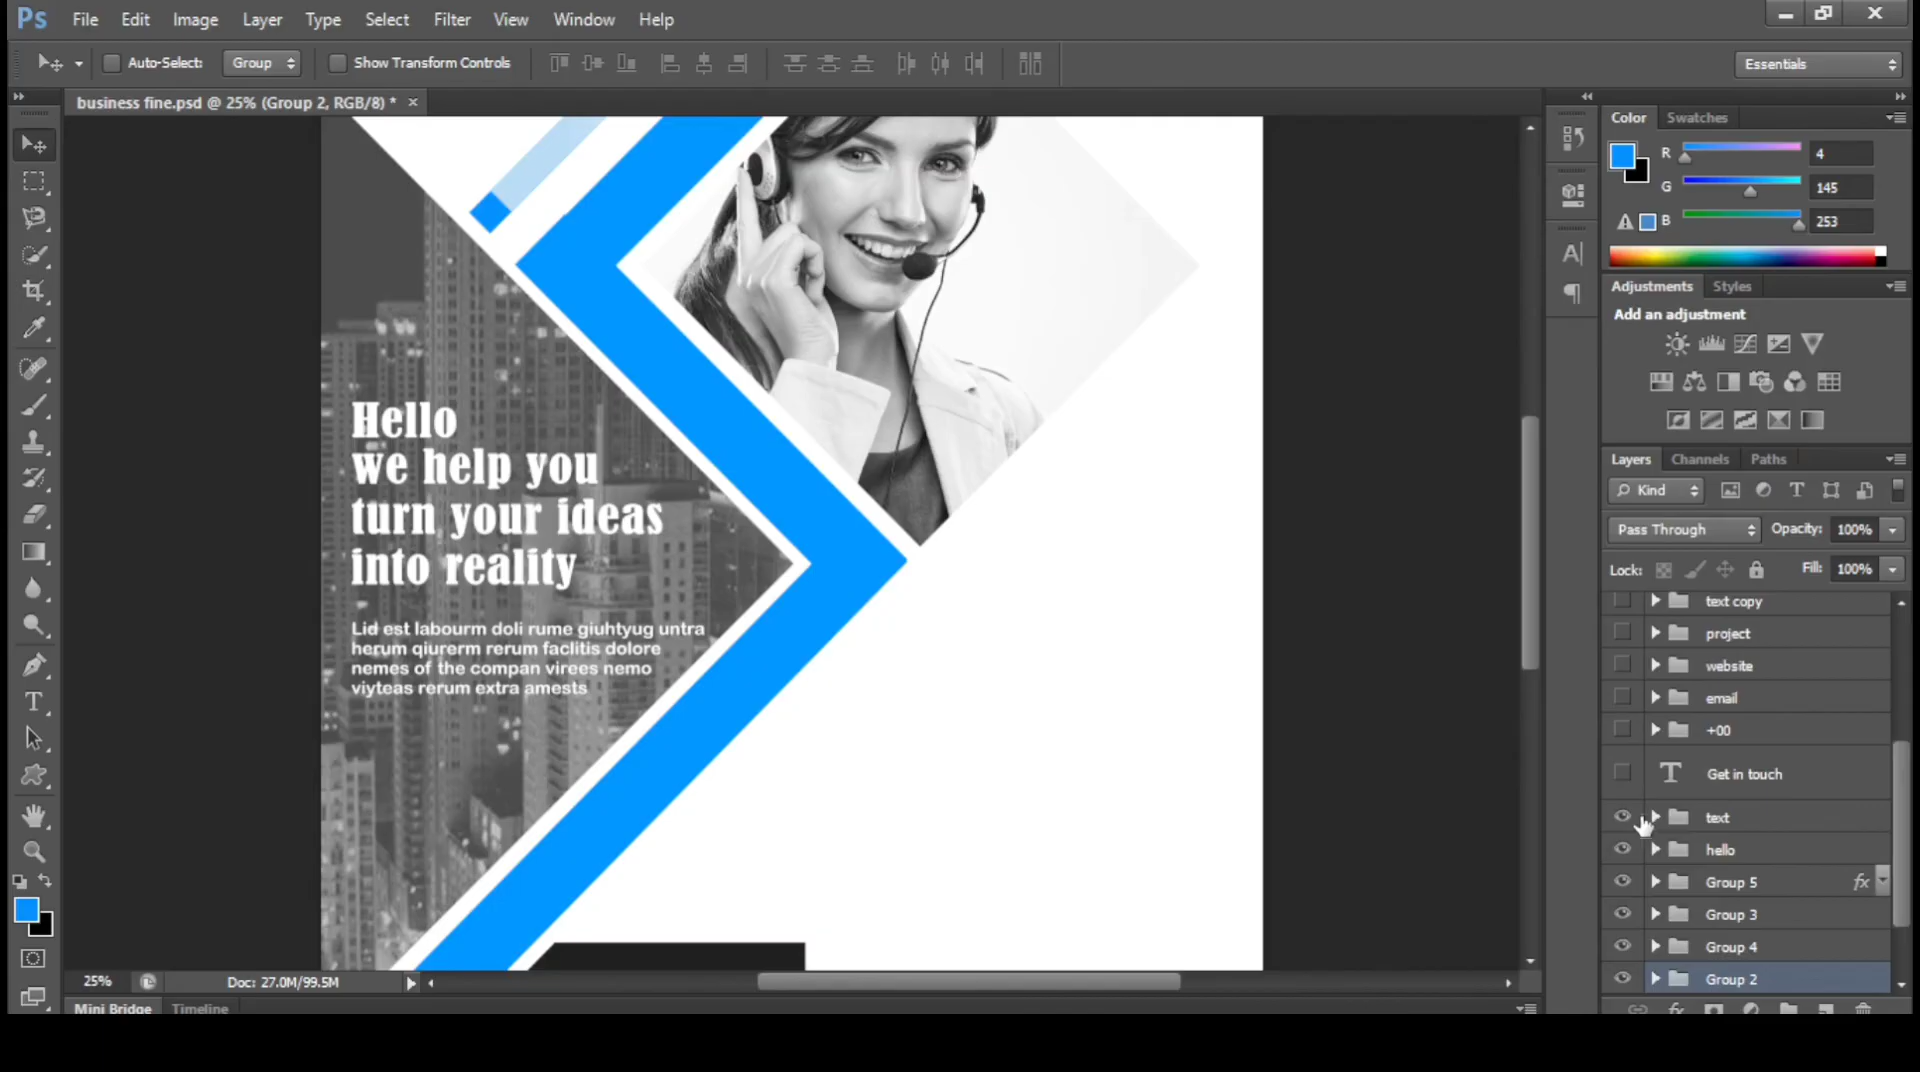 Ps File Edit Image Layer Type Select Filter View Window Help
Auto-Select: Group Show Transform Controls Essentials
business fine.psd @ 25% (Group 2, RGB/8) * ×
Color Swatches
R 4
G 145
B 253
Adjustments Styles
Add an adjustment
Hello
we help you
turn your ideas
into reality
Lid est labourm doli rume giuhtyug untra
herum qiurerm rerum faclitis dolore
nemes of the compan virees nemo
viyteas rerum extra amests
Layers Channels Paths
Kind
Pass Through Opacity: 100%
Lock: Fill: 100%
text copy
project
website
email
+00
Get in touch
text
hello
Group 5 fx
Group 3
Group 4
Group 2
25% Doc: 27.0M/99.5M
Mini Bridge Timeline